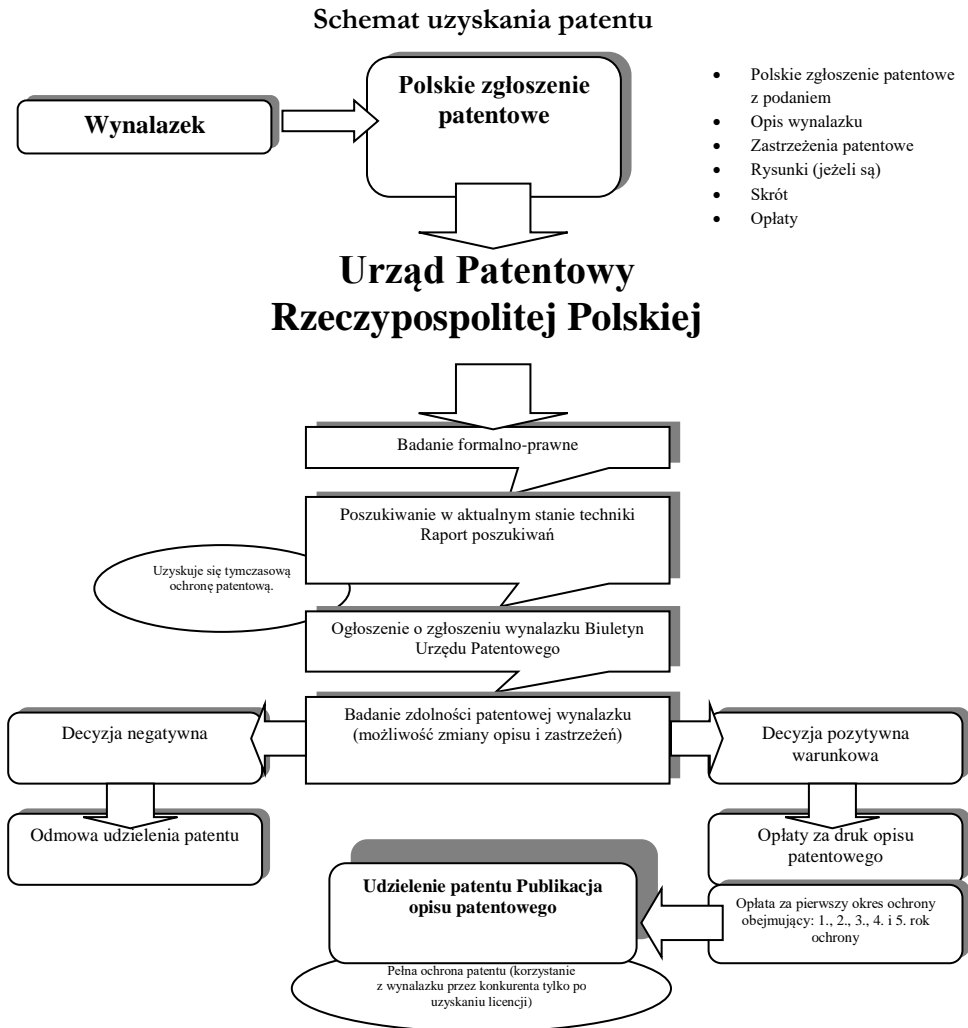 Schemat uzyskania patentu
Wynalazek
Polskie zgłoszenie
patentowe
• Polskie zgłoszenie patentowe
z podaniem
• Opis wynalazku
• Zastrzeżenia patentowe
• Rysunki (jeżeli są)
• Skrót
• Opłaty
Urząd Patentowy
Rzeczypospolitej Polskiej
Badanie formalno-prawne
Poszukiwanie w aktualnym stanie techniki
Raport poszukiwań
Uzyskuje się tymczasową
ochronę patentową.
Ogłoszenie o zgłoszeniu wynalazku Biuletyn
Urzędu Patentowego
Badanie zdolności patentowej wynalazku
(możliwość zmiany opisu i zastrzeżeń)
Decyzja negatywna
Decyzja pozytywna
warunkowa
Odmowa udzielenia patentu
Opłaty za druk opisu
patentowego
Udzielenie patentu Publikacja
opisu patentowego
Opłata za pierwszy okres ochrony
obejmujący: 1., 2., 3., 4. i 5. rok
ochrony
Pełna ochrona patentu (korzystanie
z wynalazku przez konkurenta tylko po
uzyskaniu licencji)